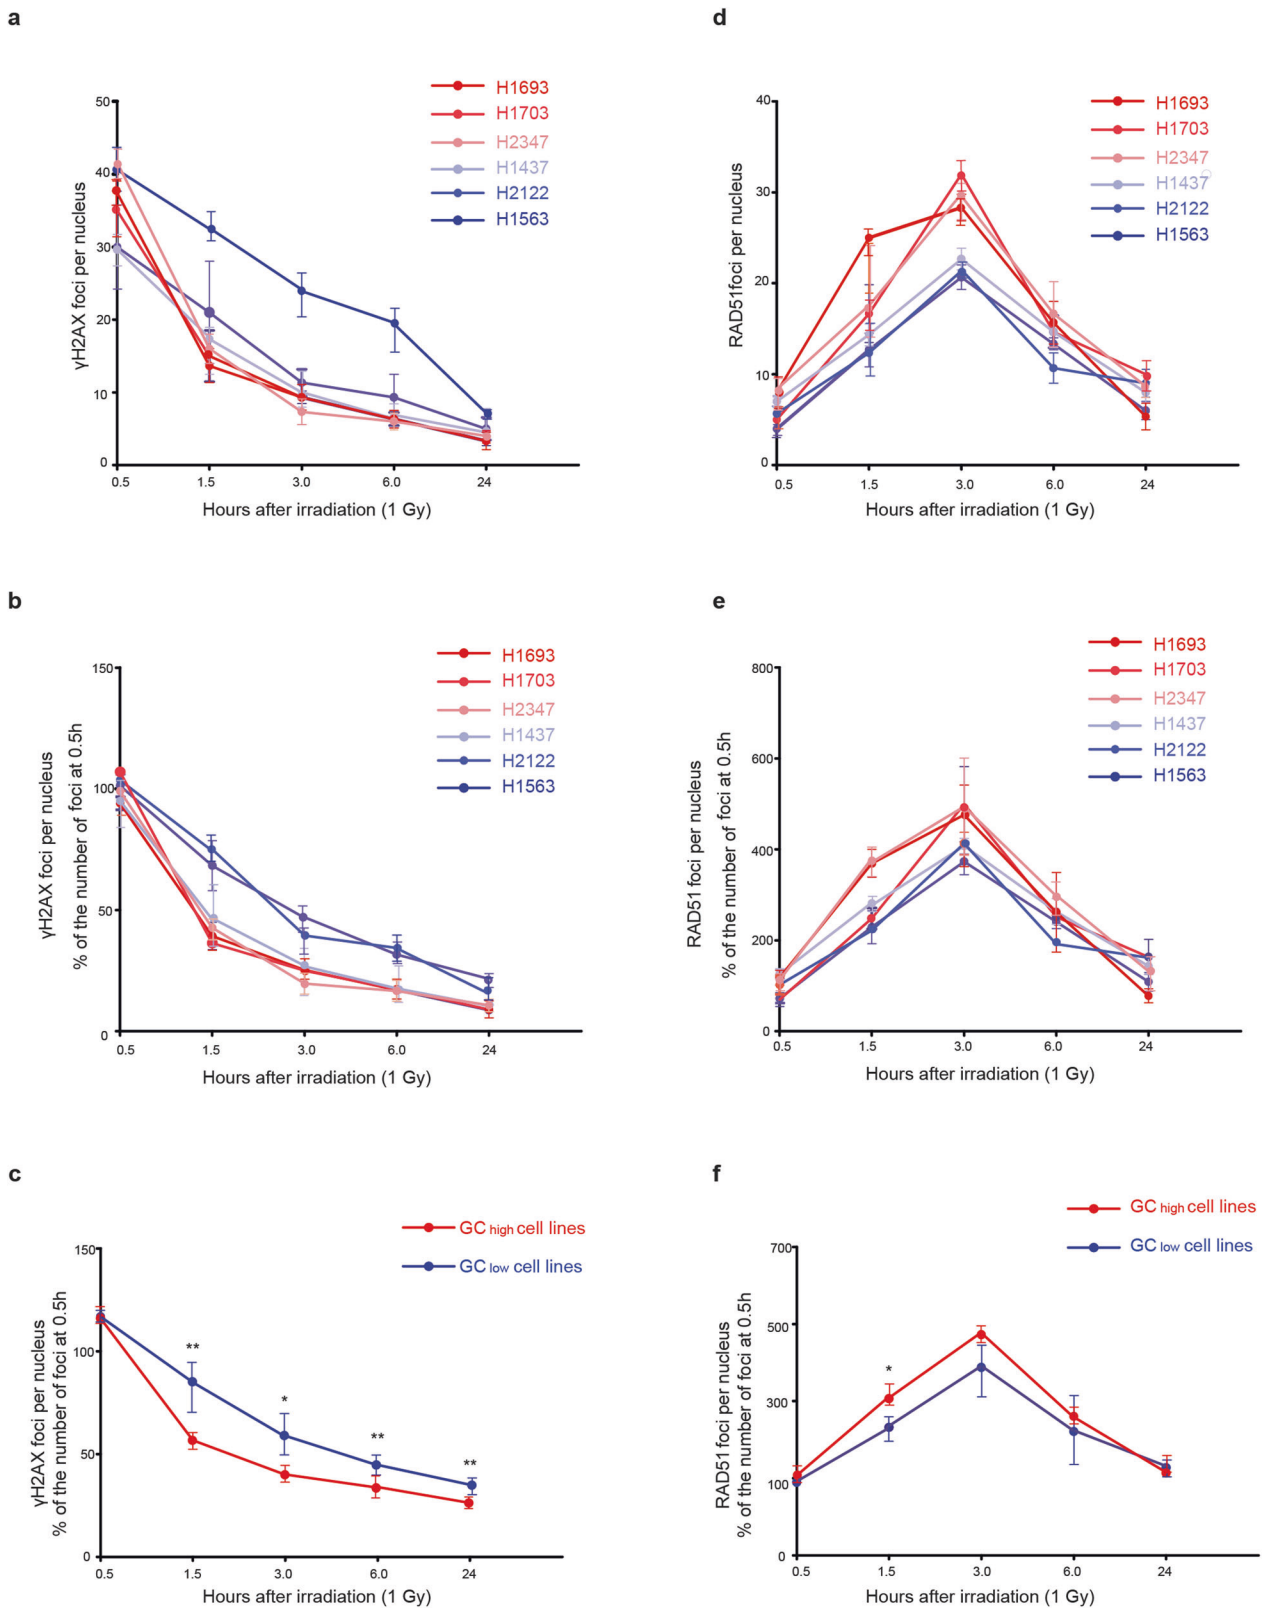 a
γH2AX foci per nucleus
50
40
30
20
10
0
0.5 1.5 3.0 6.0 24
Hours after irradiation (1 Gy)
H1693
H1703
H2347
H1437
H2122
H1563
d
RAD51foci per nucleus
40
30
20
10
0
0.5 1.5 3.0 6.0 24
Hours after irradiation (1 Gy)
H1693
H1703
H2347
H1437
H2122
H1563
b
γH2AX foci per nucleus
% of the number of foci at 0.5h
150
100
50
0
0.5 1.5 3.0 6.0 24
Hours after irradiation (1 Gy)
H1693
H1703
H2347
H1437
H2122
H1563
e
RAD51 foci per nucleus
% of the number of foci at 0.5h
800
600
400
200
0
0.5 1.5 3.0 6.0 24
Hours after irradiation (1 Gy)
H1693
H1703
H2347
H1437
H2122
H1563
c
γH2AX foci per nucleus
% of the number of foci at 0.5h
150
100
50
0
** * ** **
0.5 1.5 3.0 6.0 24
Hours after irradiation (1 Gy)
GC high cell lines
GC low cell lines
f
RAD51 foci per nucleus
% of the number of foci at 0.5h
700
500
300
100
0
*
0.5 1.5 3.0 6.0 24
Hours after irradiation (1 Gy)
GC high cell lines
GC low cell lines